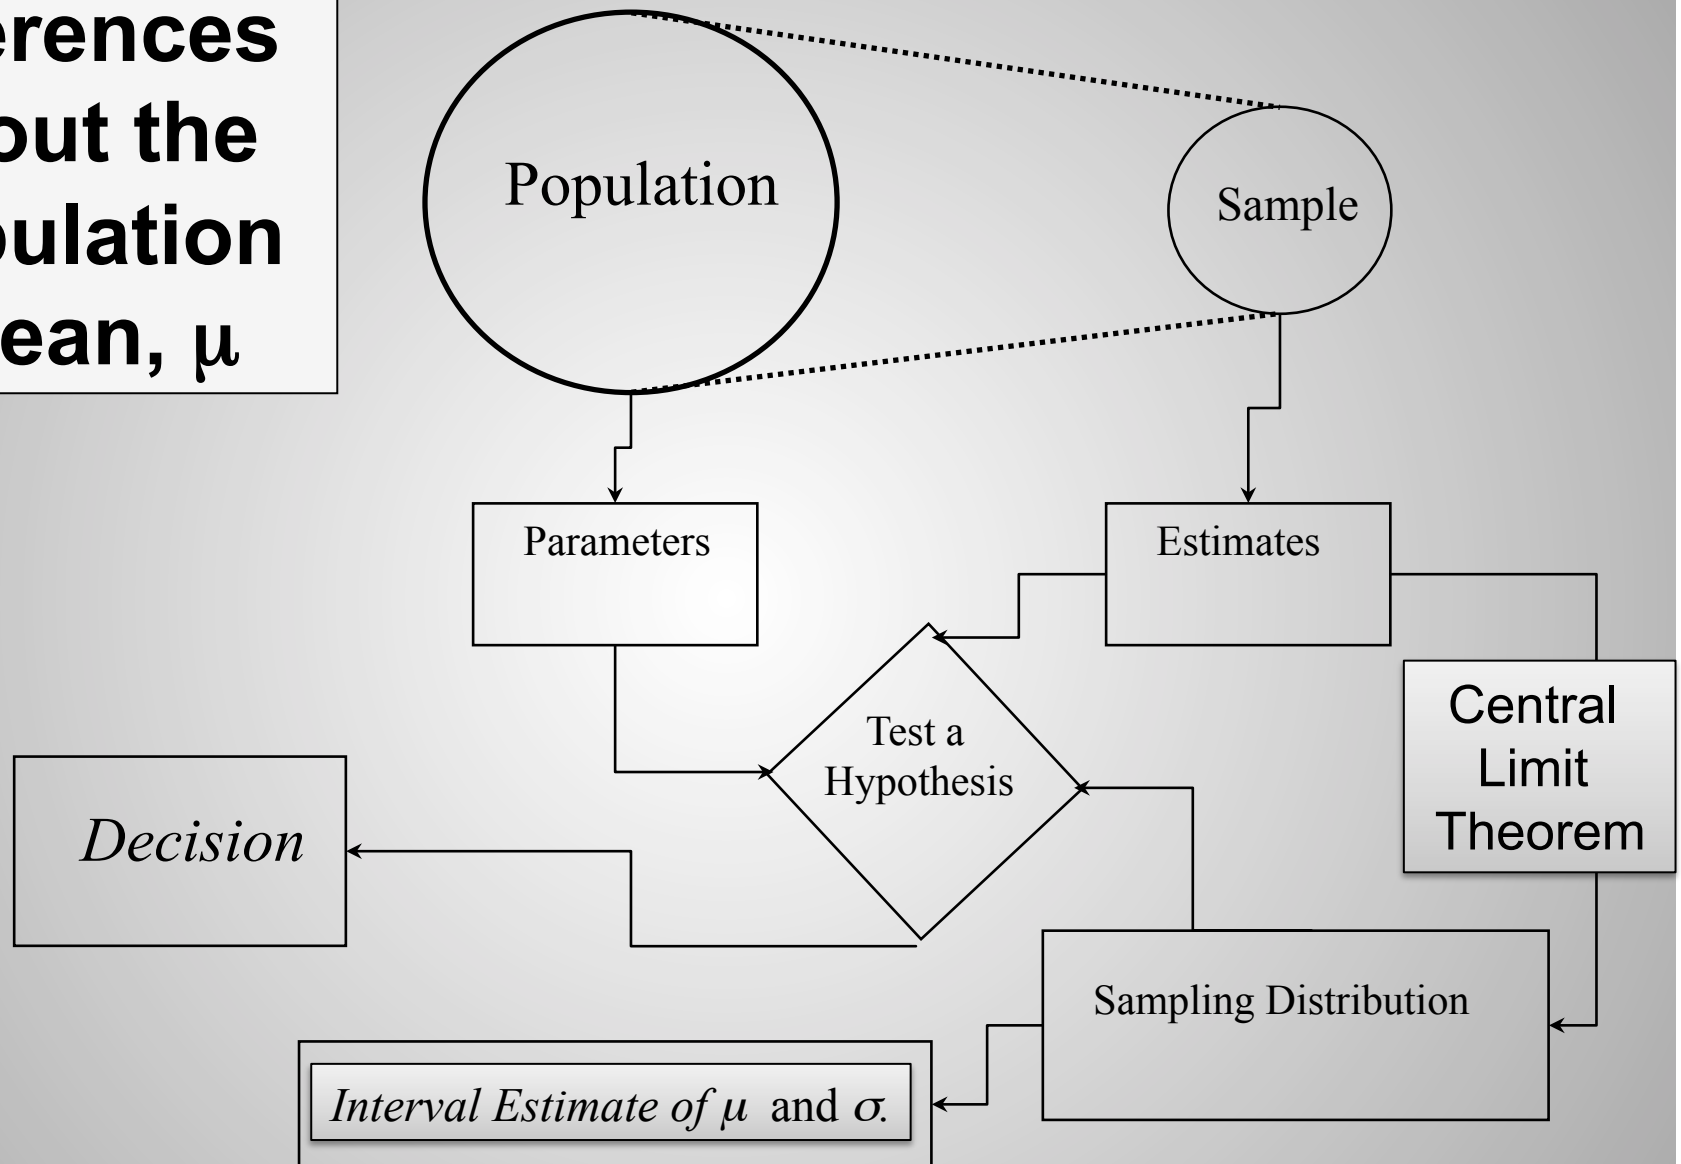 erences
out the
pulation
ean, μ
Population
Sample
Parameters
Estimates
Test a
Hypothesis
Central
Limit
Theorem
Decision
Sampling Distribution
Interval Estimate of μ and σ.